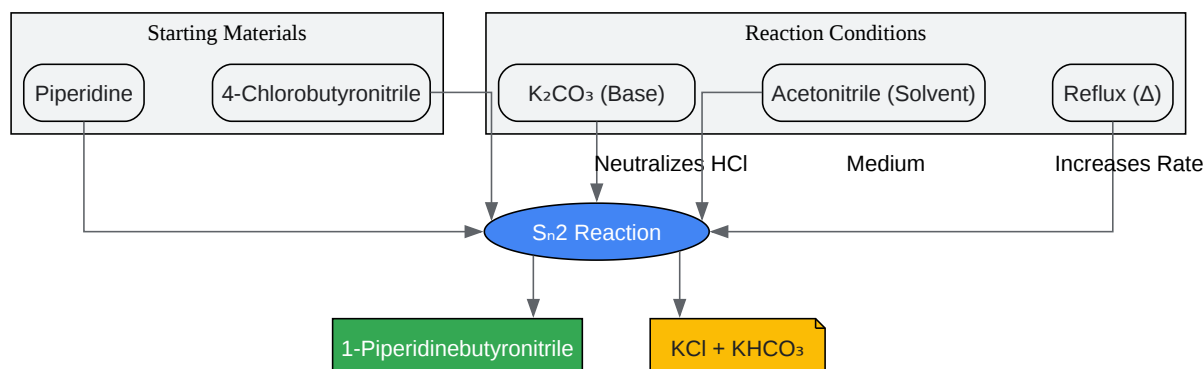 Starting Materials
Reaction Conditions
Piperidine
4-Chlorobutyronitrile
K₂CO₃ (Base)
Acetonitrile (Solvent)
Reflux (Δ)
Neutralizes HCl
Medium
Increases Rate
Sₙ2 Reaction
1-Piperidinebutyronitrile
KCl + KHCO₃